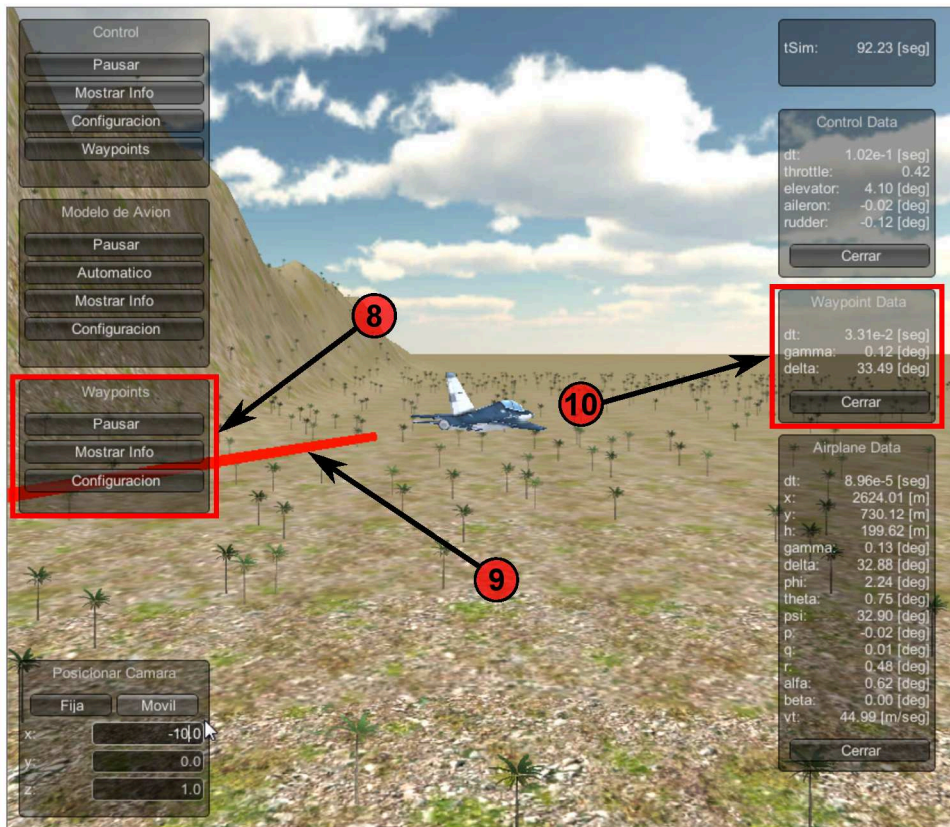 Control
Pausar
Mostrar Info
Configuracion
Waypoints
Modelo de Avion
Pausar
Automatico
Mostrar Info
Configuracion
Waypoints
Pausar
Mostrar Info
Configuracion
8
9
10
Posicionar Camara
Fija Movil
x: -10.0
y: 0.0
z: 1.0
tSim: 92.23 [seg]
Control Data
dt: 1.02e-1 [seg]
throttle: 0.42
elevator: 4.10 [deg]
aileron: -0.02 [deg]
rudder: -0.12 [deg]
Cerrar
Waypoint Data
dt: 3.31e-2 [seg]
gamma: 0.12 [deg]
delta: 33.49 [deg]
Cerrar
Airplane Data
dt: 8.96e-5 [seg]
x: 2624.01 [m]
y: 730.12 [m]
h: 199.62 [m]
gamma: 0.13 [deg]
delta: 32.88 [deg]
phi: 2.24 [deg]
theta: 0.75 [deg]
psi: 32.90 [deg]
p: -0.02 [deg]
q: 0.01 [deg]
r: 0.48 [deg]
alfa: 0.62 [deg]
beta: 0.00 [deg]
vt: 44.99 [m/seg]
Cerrar